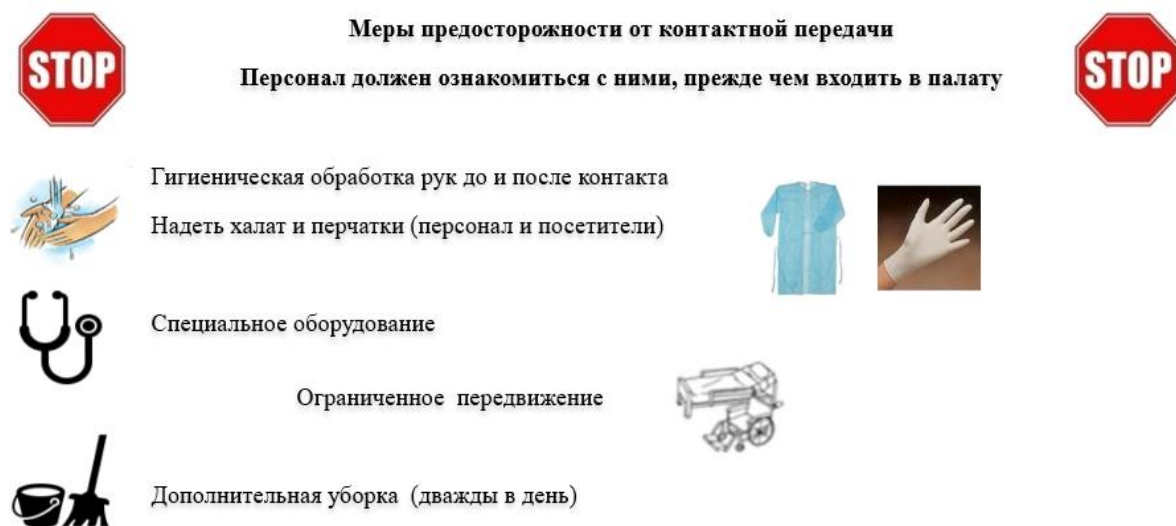 Меры предосторожности от контактной передачи
STOP
STOP
Персонал должен ознакомиться с ними, прежде чем входить в палату
Гигиеническая обработка рук до и после контакта
Надеть халат и перчатки (персонал и посетители)
Специальное оборудование
Ограниченное передвижение
Дополнительная уборка (дважды в день)